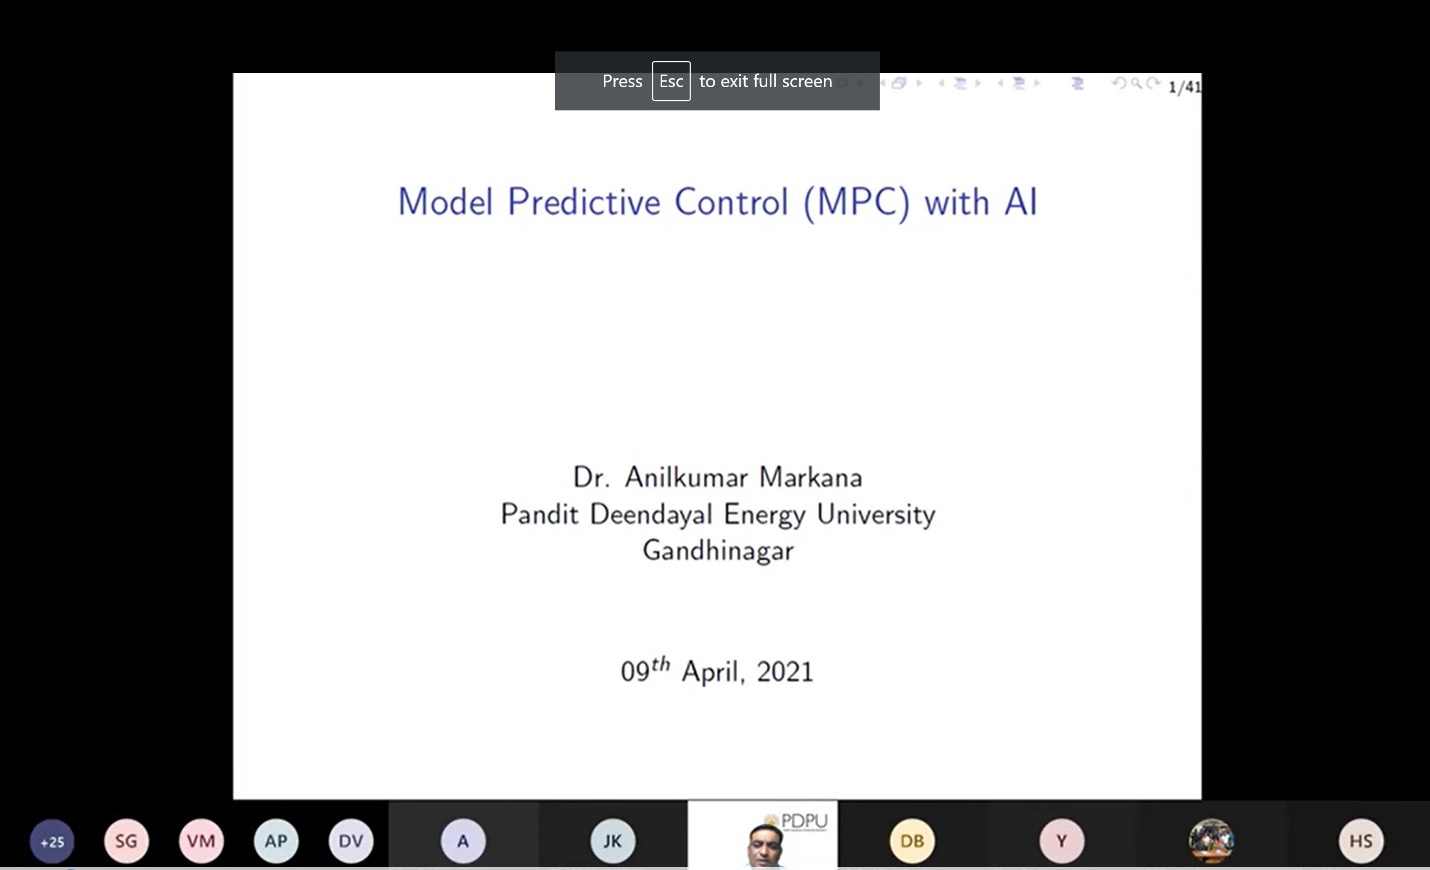 Press Esc to exit full screen
1/41
Model Predictive Control (MPC) with AI
Dr. Anilkumar Markana
Pandit Deendayal Energy University
Gandhinagar
09th April, 2021
+25 SG VM AP DV A JK PDPU DB Y HS